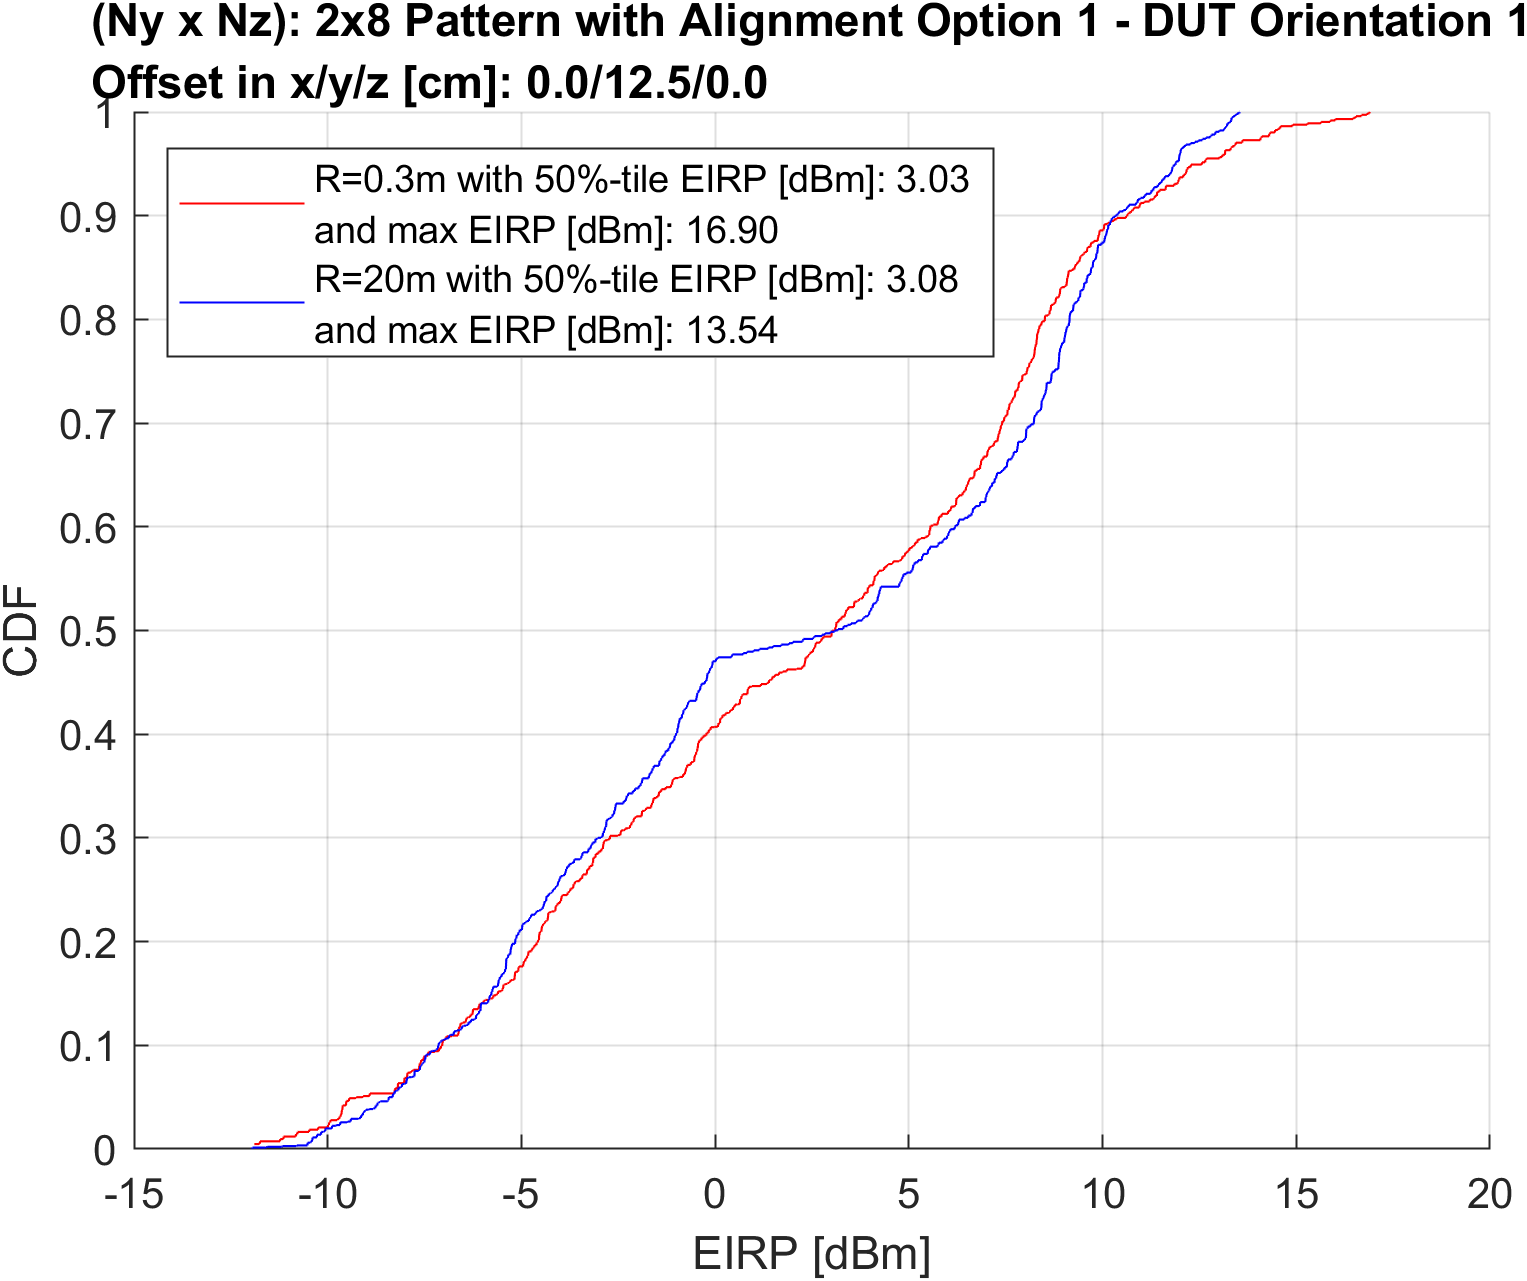 (Ny x Nz): 2x8 Pattern with Alignment Option 1 - DUT Orientation 1
Offset in x/y/z [cm]: 0.0/12.5/0.0
R=0.3m with 50%-tile EIRP [dBm]: 3.03
and max EIRP [dBm]: 16.90
R=20m with 50%-tile EIRP [dBm]: 3.08
and max EIRP [dBm]: 13.54
1
0.9
0.8
0.7
0.6
0.5
0.4
0.3
0.2
0.1
0
CDF
-15 -10 -5 0 5 10 15 20
EIRP [dBm]